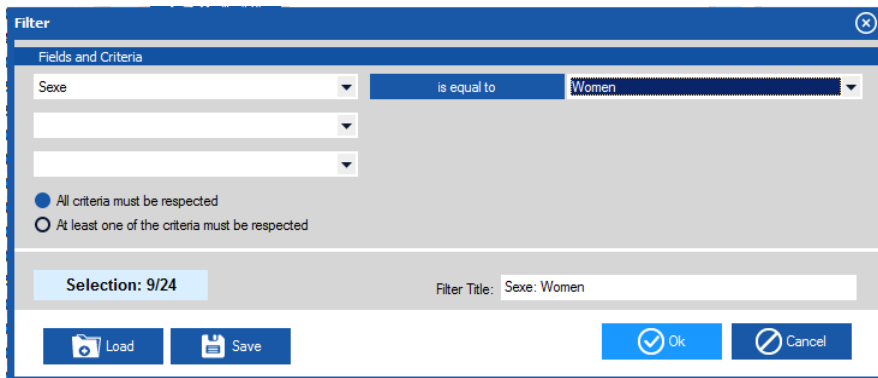 Filter
Fields and Criteria
Sexe is equal to Women
All criteria must be respected
At least one of the criteria must be respected
Selection: 9/24 Filter Title: Sexe: Women
Load Save Ok Cancel